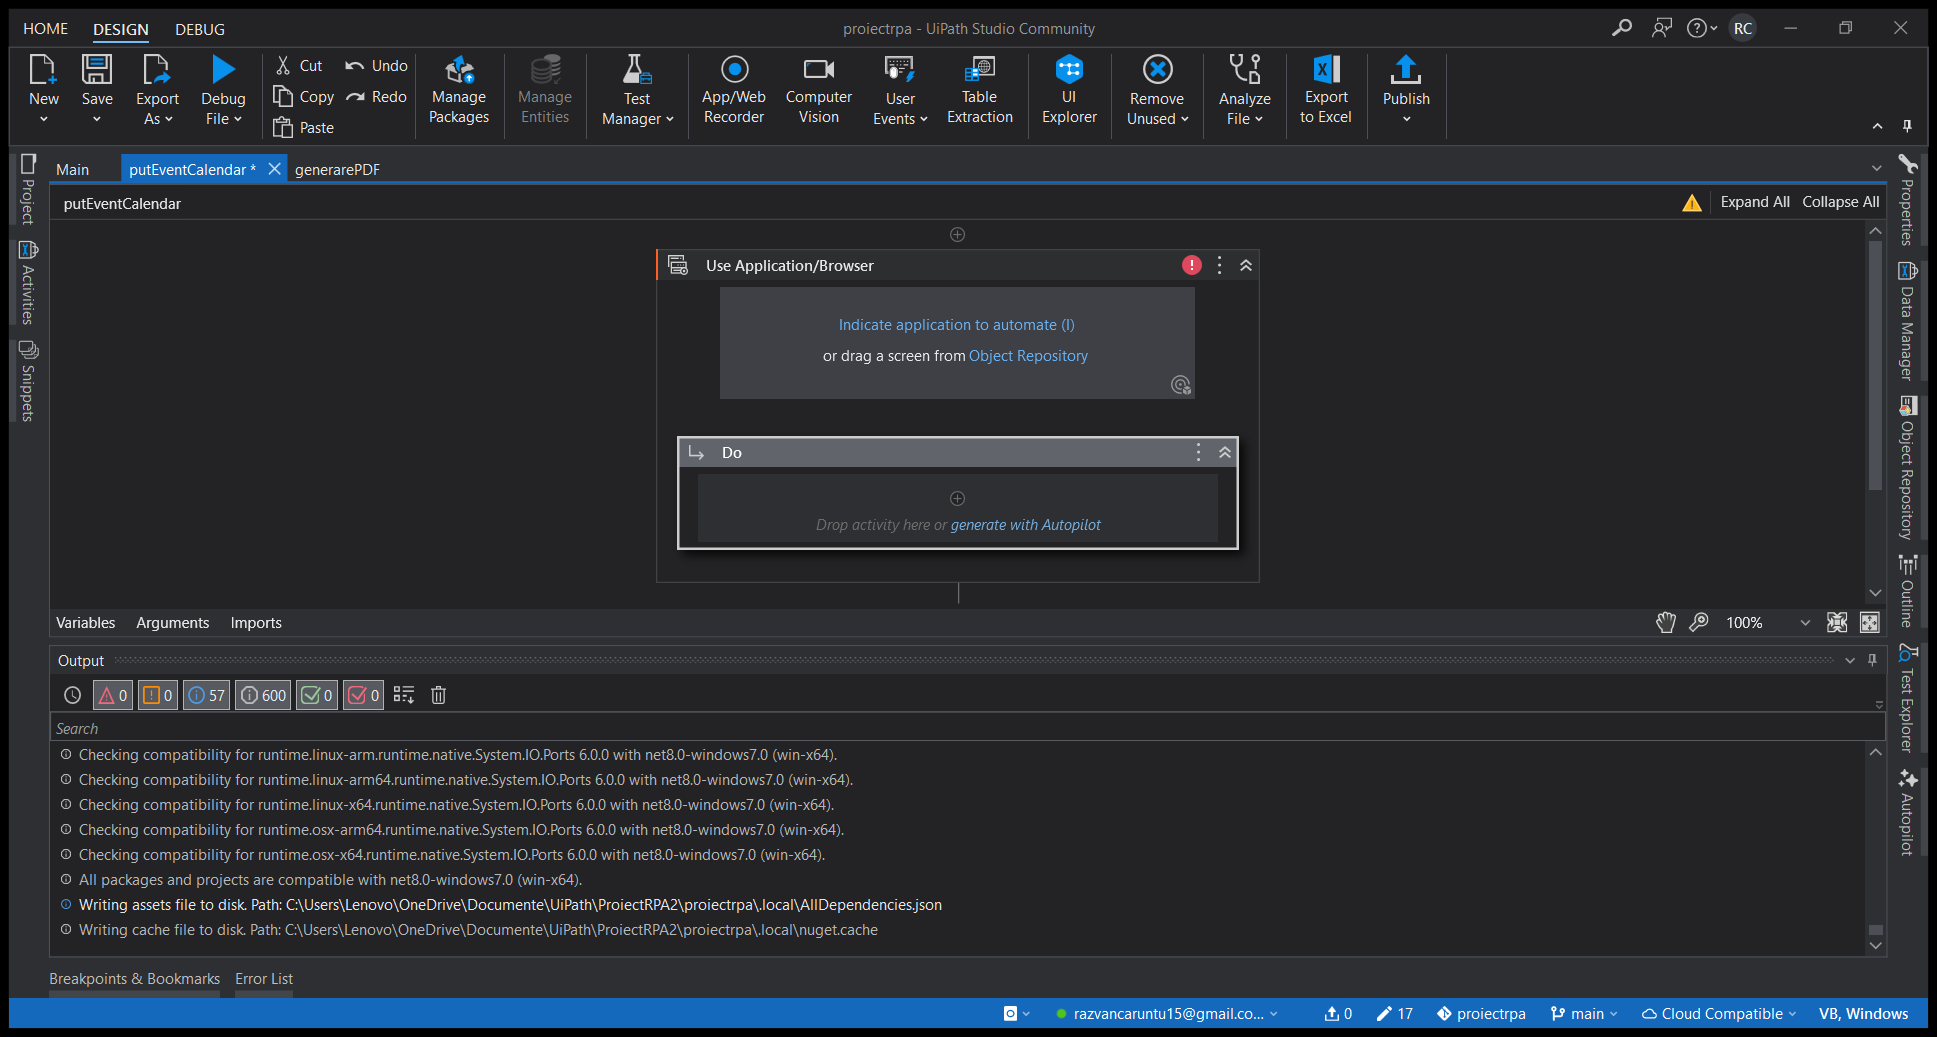 HOME DESIGN DEBUG proiectrpa - UiPath Studio Community RC
New Save Export As Debug File Cut Copy Paste Undo Redo Manage Packages Manage Entities Test Manager App/Web Recorder Computer Vision User Events Table Extraction UI Explorer Remove Unused Analyze File Export to Excel Publish
Main putEventCalendar * generarePDF
putEventCalendar Expand All Collapse All
Project
Activities
Snippets
Use Application/Browser
Indicate application to automate (I)
or drag a screen from Object Repository
Do
Drop activity here or generate with Autopilot
Properties
Data Manager
Object Repository
Outline
Test Explorer
Autopilot
Variables Arguments Imports 100%
Output
0 0 57 600 0 0
Search
Checking compatibility for runtime.linux-arm.runtime.native.System.IO.Ports 6.0.0 with net8.0-windows7.0 (win-x64).
Checking compatibility for runtime.linux-arm64.runtime.native.System.IO.Ports 6.0.0 with net8.0-windows7.0 (win-x64).
Checking compatibility for runtime.linux-x64.runtime.native.System.IO.Ports 6.0.0 with net8.0-windows7.0 (win-x64).
Checking compatibility for runtime.osx-arm64.runtime.native.System.IO.Ports 6.0.0 with net8.0-windows7.0 (win-x64).
Checking compatibility for runtime.osx-x64.runtime.native.System.IO.Ports 6.0.0 with net8.0-windows7.0 (win-x64).
All packages and projects are compatible with net8.0-windows7.0 (win-x64).
Writing assets file to disk. Path: C:\Users\Lenovo\OneDrive\Documente\UiPath\ProiectRPA2\proiectrpa\.local\AllDependencies.json
Writing cache file to disk. Path: C:\Users\Lenovo\OneDrive\Documente\UiPath\ProiectRPA2\proiectrpa\.local\nuget.cache
Breakpoints & Bookmarks Error List
razvancaruntu15@gmail.co... 0 17 proiectrpa main Cloud Compatible VB, Windows